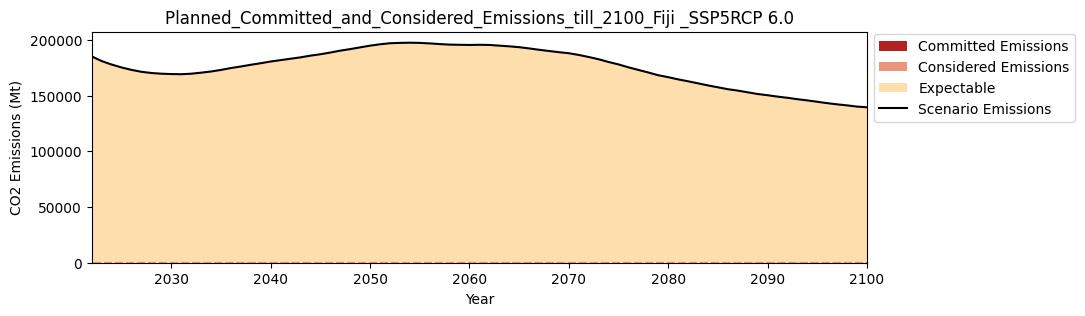 Planned_Committed_and_Considered_Emissions_till_2100_Fiji _SSP5RCP 6.0
CO2 Emissions (Mt)
200000
150000
100000
50000
0
2030 2040 2050 2060 2070 2080 2090 2100
Year
Committed Emissions
Considered Emissions
Expectable
Scenario Emissions